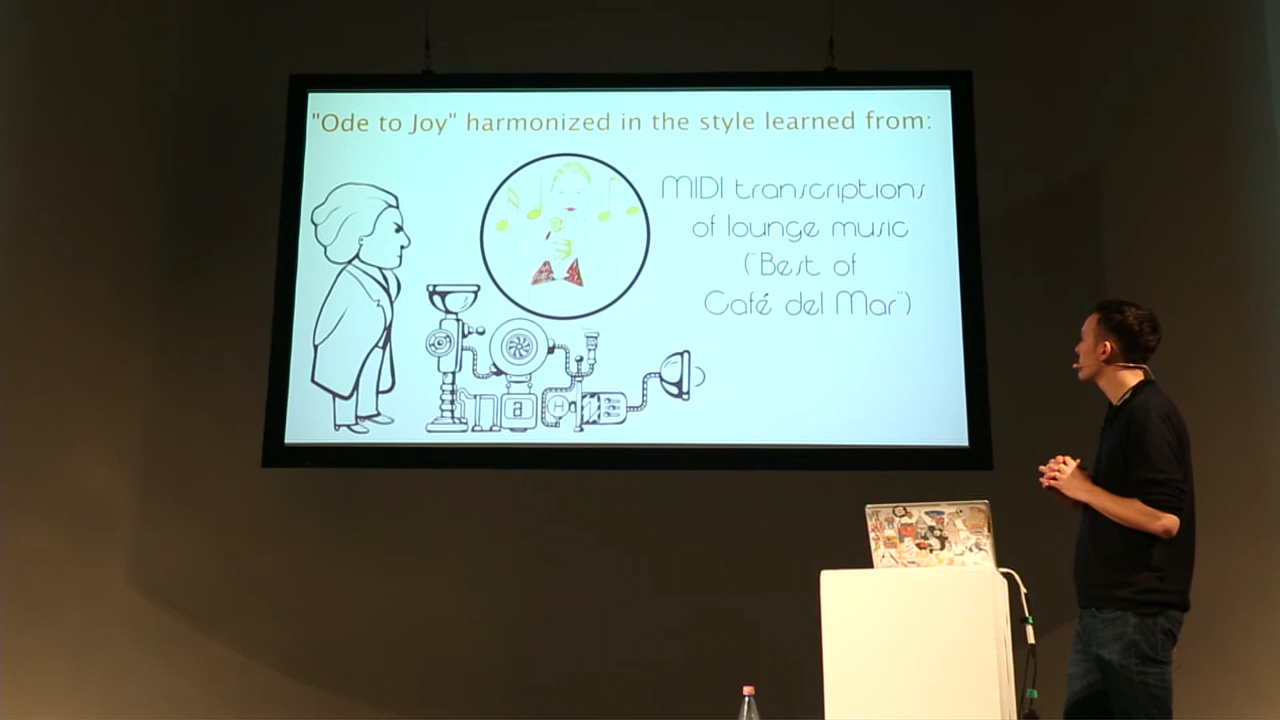 "Ode to Joy" harmonized in the style learned from:
MIDI transcriptions
of lounge music
("Best of
Café del Mar")
a
H